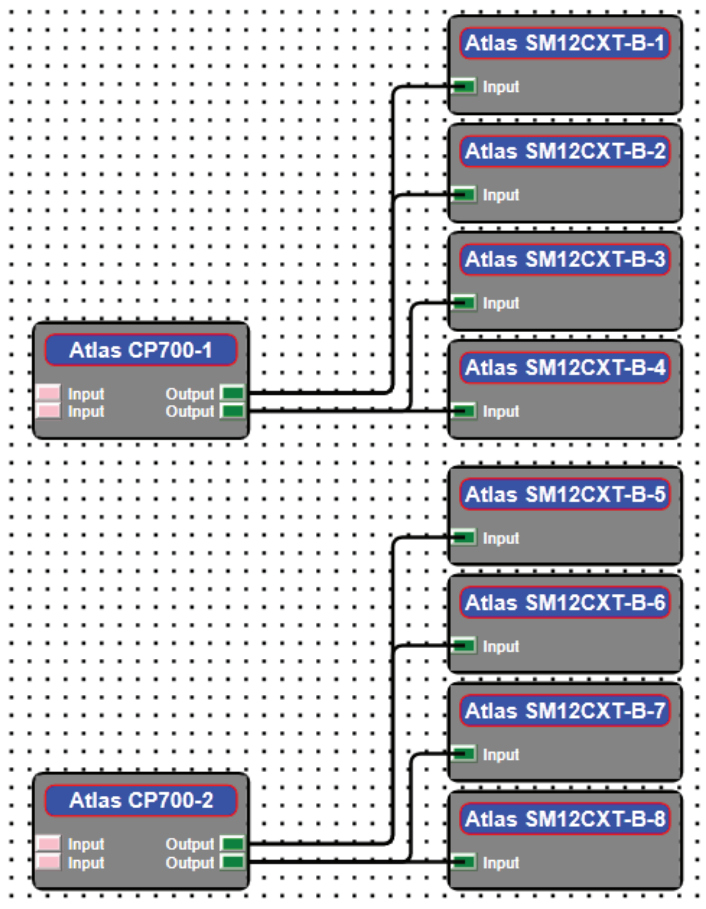 Atlas SM12CXT-B-1
Input
Atlas SM12CXT-B-2
Input
Atlas SM12CXT-B-3
Input
Atlas CP700-1
Input Output
Input Output
Atlas SM12CXT-B-4
Input
Atlas SM12CXT-B-5
Input
Atlas SM12CXT-B-6
Input
Atlas SM12CXT-B-7
Input
Atlas CP700-2
Input Output
Input Output
Atlas SM12CXT-B-8
Input